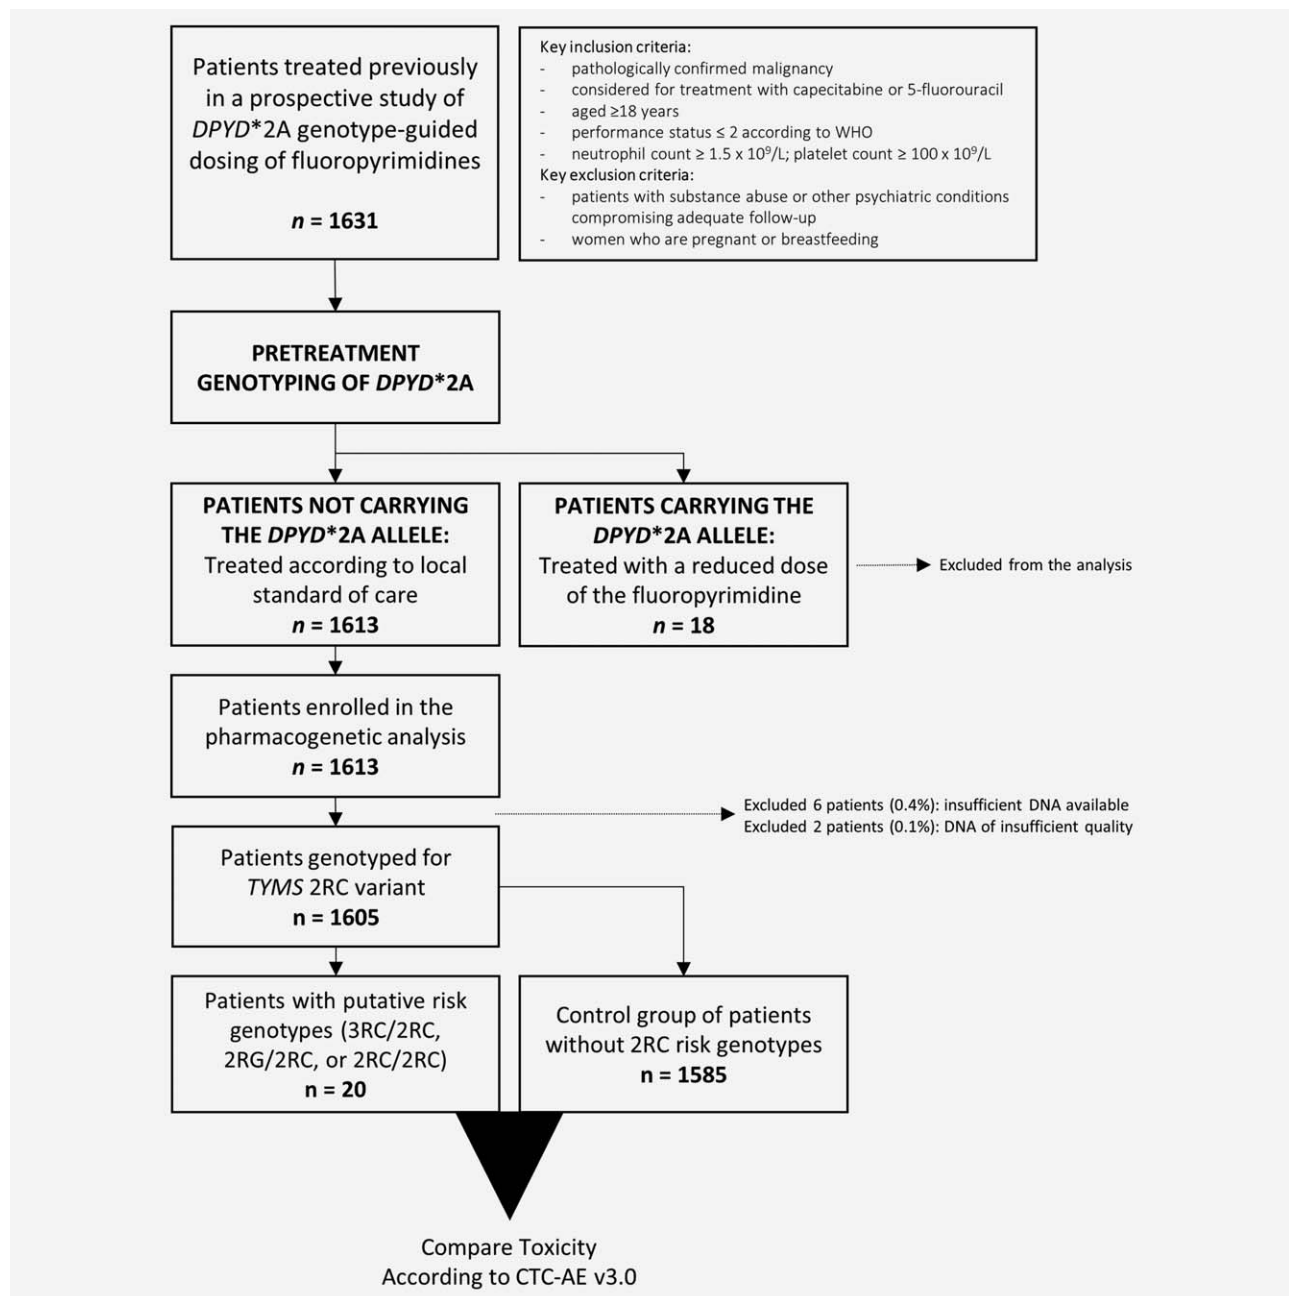 Patients treated previously
in a prospective study of
DPYD*2A genotype-guided
dosing of fluoropyrimidines
n = 1631
Key inclusion criteria:
- pathologically confirmed malignancy
- considered for treatment with capecitabine or 5-fluorouracil
- aged ≥18 years
- performance status ≤ 2 according to WHO
- neutrophil count ≥ 1.5 x 10⁹/L; platelet count ≥ 100 x 10⁹/L
Key exclusion criteria:
- patients with substance abuse or other psychiatric conditions
compromising adequate follow-up
- women who are pregnant or breastfeeding
PRETREATMENT
GENOTYPING OF DPYD*2A
PATIENTS NOT CARRYING
THE DPYD*2A ALLELE:
Treated according to local
standard of care
n = 1613
PATIENTS CARRYING THE
DPYD*2A ALLELE:
Treated with a reduced dose
of the fluoropyrimidine
n = 18
Excluded from the analysis
Patients enrolled in the
pharmacogenetic analysis
n = 1613
Excluded 6 patients (0.4%): insufficient DNA available
Excluded 2 patients (0.1%): DNA of insufficient quality
Patients genotyped for
TYMS 2RC variant
n = 1605
Patients with putative risk
genotypes (3RC/2RC,
2RG/2RC, or 2RC/2RC)
n = 20
Control group of patients
without 2RC risk genotypes
n = 1585
Compare Toxicity
According to CTC-AE v3.0